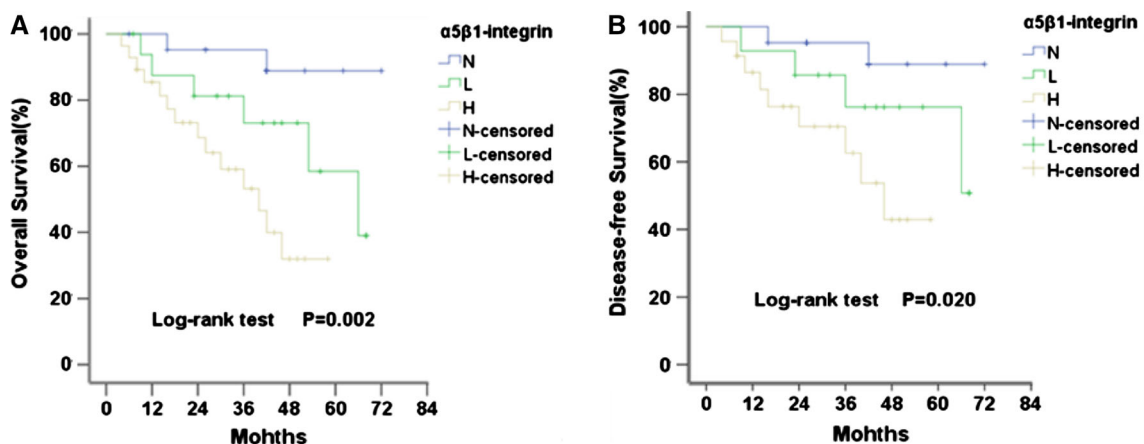 A
α5β1-integrin
N
L
H
N-censored
L-censored
H-censored
Overall Survival(%)
100
80
60
40
20
0
Log-rank test P=0.002
0 12 24 36 48 60 72 84
Mohths
B
α5β1-integrin
N
L
H
N-censored
L-censored
H-censored
Disease-free Survival(%)
100
80
60
40
20
0
Log-rank test P=0.020
0 12 24 36 48 60 72 84
Mohths